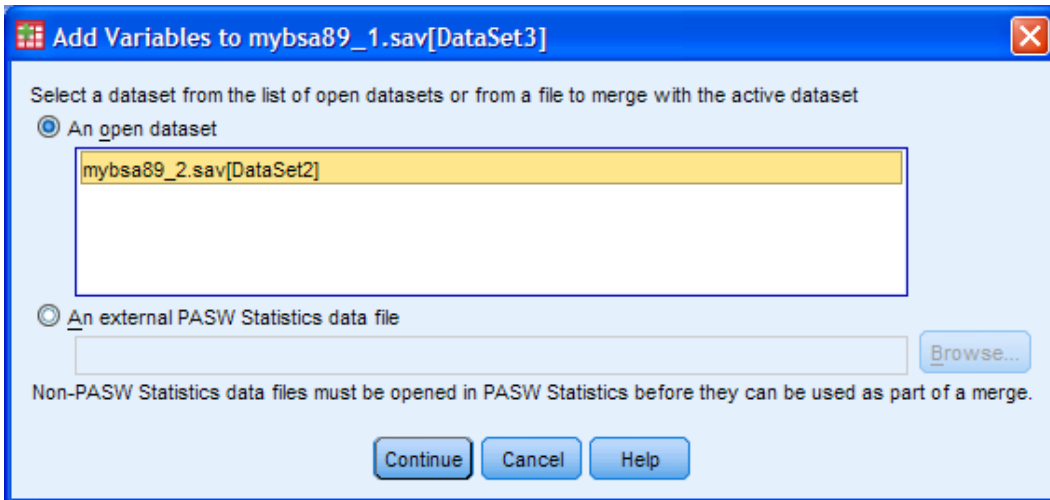 Add Variables to mybsa89_1.sav[DataSet3]
Select a dataset from the list of open datasets or from a file to merge with the active dataset
An open dataset
mybsa89_2.sav[DataSet2]
An external PASW Statistics data file
Browse...
Non-PASW Statistics data files must be opened in PASW Statistics before they can be used as part of a merge.
Continue Cancel Help